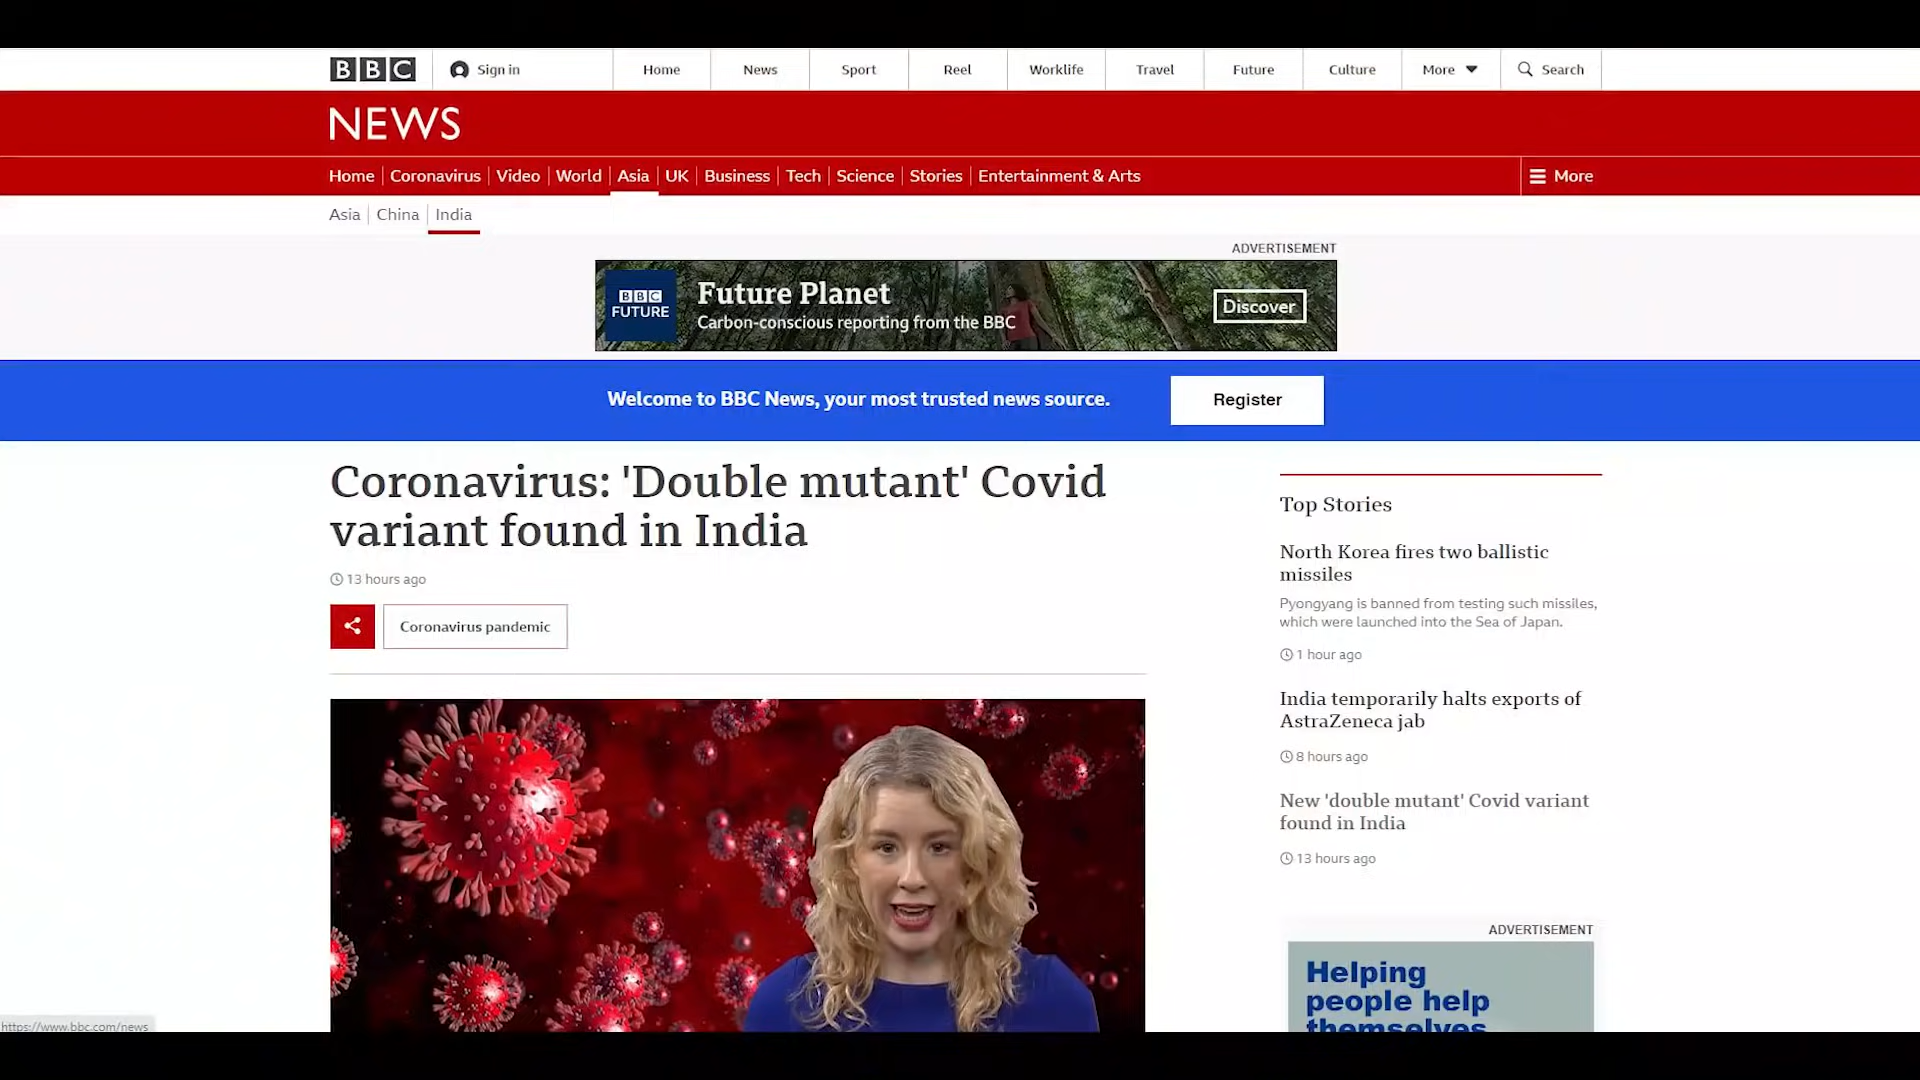 BBC
Sign in
Home
News
Sport
Reel
Worklife
Travel
Future
Culture
More
Search
NEWS
Home
Coronavirus
Video
World
Asia
UK
Business
Tech
Science
Stories
Entertainment & Arts
More
Asia
China
India
ADVERTISEMENT
BBC
FUTURE
Future Planet
Carbon-conscious reporting from the BBC
Discover
Welcome to BBC News, your most trusted news source.
Register
Coronavirus: 'Double mutant' Covid
variant found in India
13 hours ago
Coronavirus pandemic
Top Stories
North Korea fires two ballistic
missiles
Pyongyang is banned from testing such missiles,
which were launched into the Sea of Japan.
1 hour ago
India temporarily halts exports of
AstraZeneca jab
8 hours ago
New 'double mutant' Covid variant
found in India
13 hours ago
ADVERTISEMENT
Helping
people help
themselves
https://www.bbc.com/news